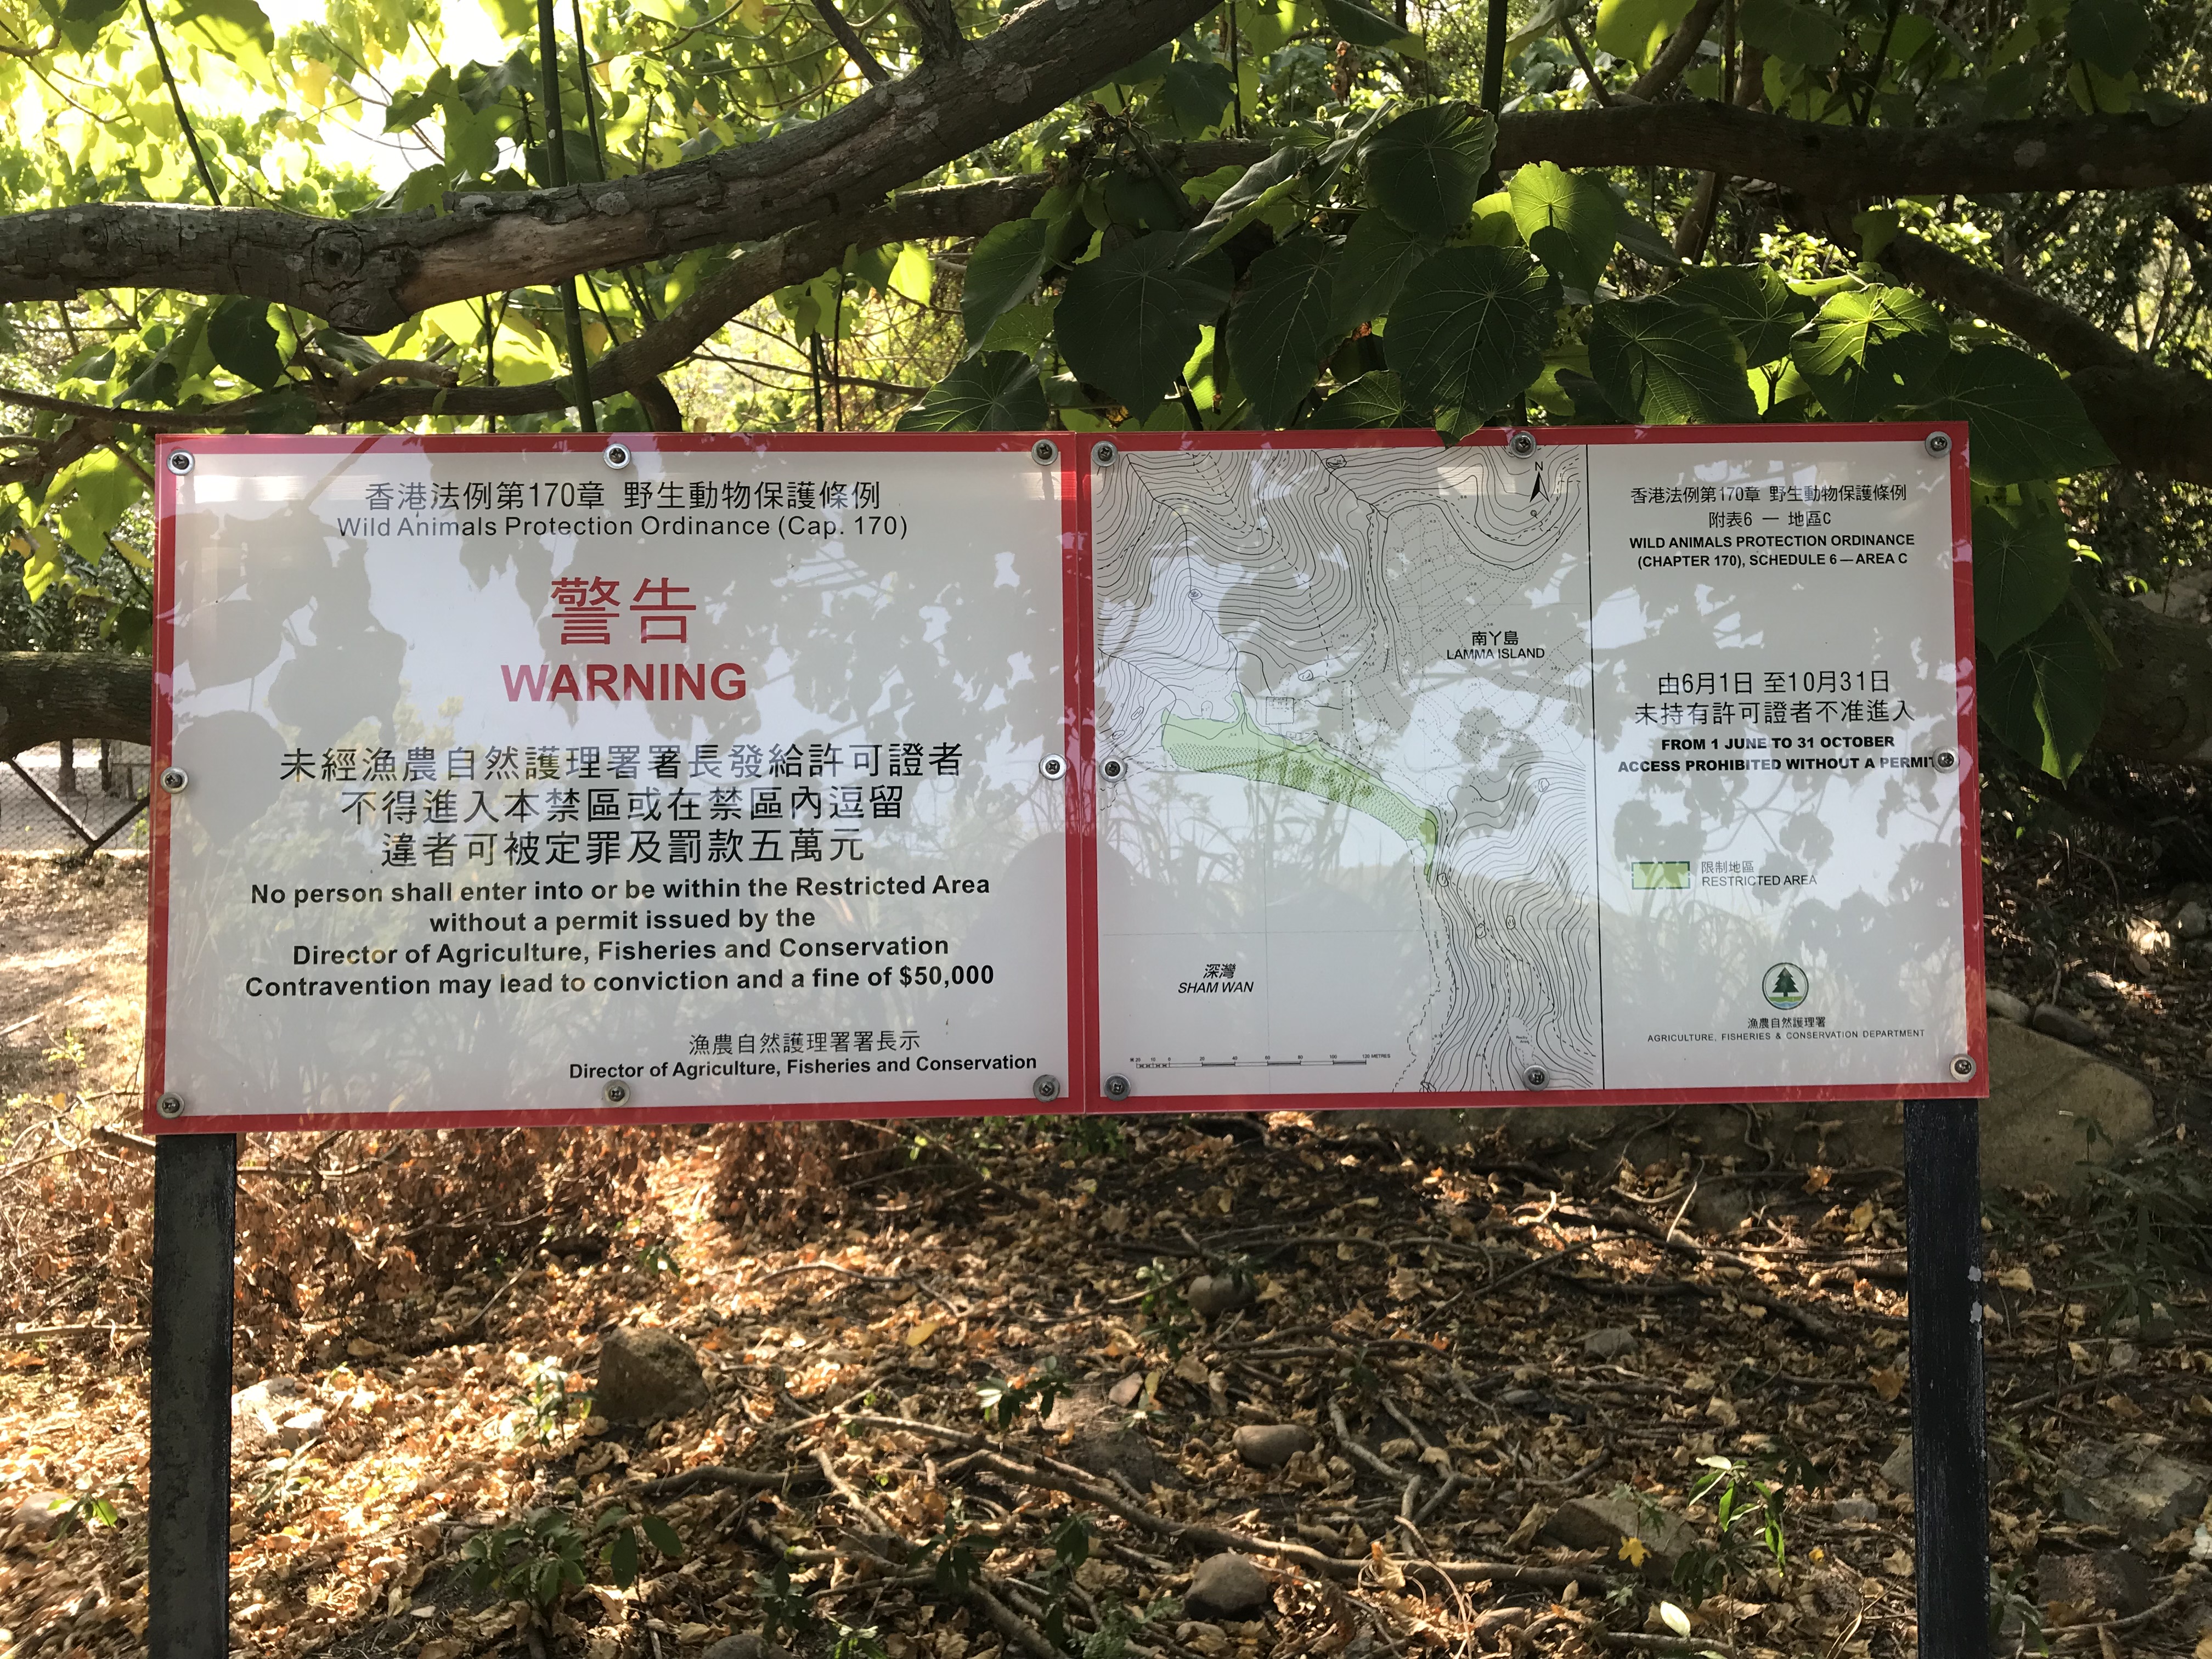 香港法例第170章 野生動物保護條例
Wild Animals Protection Ordinance (Cap. 170)
警告
WARNING
未經漁農自然護理署署長發給許可證者
不得進入本禁區或在禁區內逗留
違者可被定罪及罰款五萬元
No person shall enter into or be within the Restricted Area
without a permit issued by the
Director of Agriculture, Fisheries and Conservation
Contravention may lead to conviction and a fine of $50,000
漁農自然護理署署長示
Director of Agriculture, Fisheries and Conservation
N
南丫島
LAMMA ISLAND
深灣
SHAM WAN
METRES
香港法例第170章 野生動物保護條例
附表6 一 地區C
WILD ANIMALS PROTECTION ORDINANCE
(CHAPTER 170), SCHEDULE 6 — AREA C
由6月1日 至10月31日
未持有許可證者不准進入
FROM 1 JUNE TO 31 OCTOBER
ACCESS PROHIBITED WITHOUT A PERMIT
限制地區
RESTRICTED AREA
漁農自然護理署
AGRICULTURE, FISHERIES & CONSERVATION DEPARTMENT